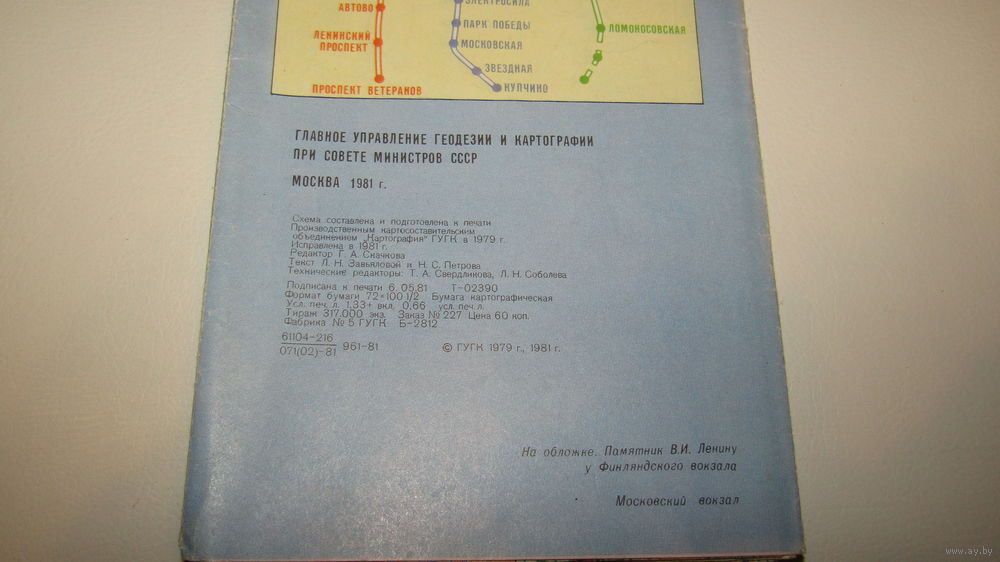 ЭЛЕКТРОСИЛА
АВТОВО
ПАРК ПОБЕДЫ
ЛОМОНОСОВСКАЯ
ЛЕНИНСКИЙ
ПРОСПЕКТ
МОСКОВСКАЯ
ЗВЕЗДНАЯ
ПРОСПЕКТ ВЕТЕРАНОВ
КУПЧИНО
ГЛАВНОЕ УПРАВЛЕНИЕ ГЕОДЕЗИИ И КАРТОГРАФИИ
ПРИ СОВЕТЕ МИНИСТРОВ СССР
МОСКВА 1981 г.
Схема составлена и подготовлена к печати
Производственным картосоставительским
объединением „Картография" ГУГК в 1979 г.
Исправлена в 1981 г.
Редактор Г. А. Скачкова
Текст Л. Н. Завьяловой и Н. С. Петрова
Технические редакторы: Т. А. Свердликова, Л. Н. Соболева
Подписана к печати 6.05.81 Т-02390
Формат бумаги 72×100 1/2 Бумага картографическая
Усл. печ. л. 1,33+ вкл. 0,66 усл. печ. л.
Тираж 317.000 экз. Заказ № 227 Цена 60 коп.
Фабрика № 5 ГУГК Б-2812
61104-216
071(02)-81 961-81 © ГУГК 1979 г., 1981 г.
На обложке. Памятник В.И. Ленину
у Финляндского вокзала
Московский вокзал
www.ay.by